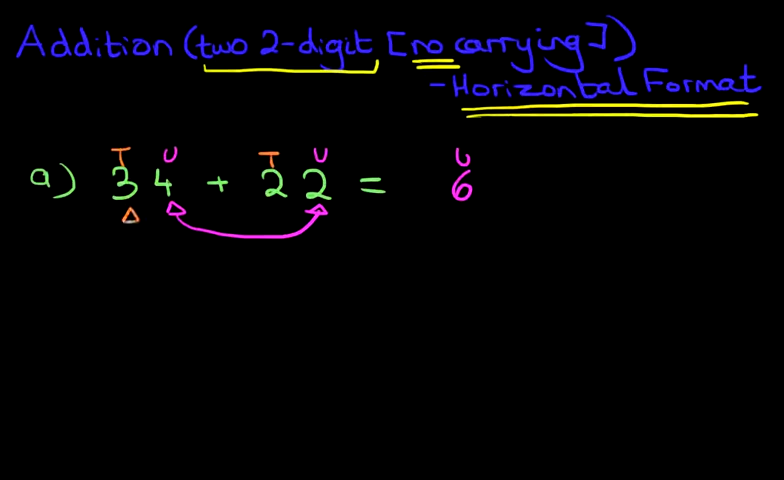 Addition (two 2-digit [no carrying])
- Horizontal Format
T U T U U
a) 34 + 22 = 6